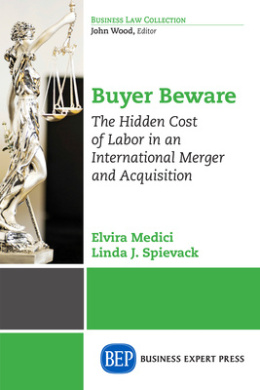 BUSINESS LAW COLLECTION
John Wood, Editor
Buyer Beware
The Hidden Cost
of Labor in an
International Merger
and Acquisition
Elvira Medici
Linda J. Spievack
BEP BUSINESS EXPERT PRESS